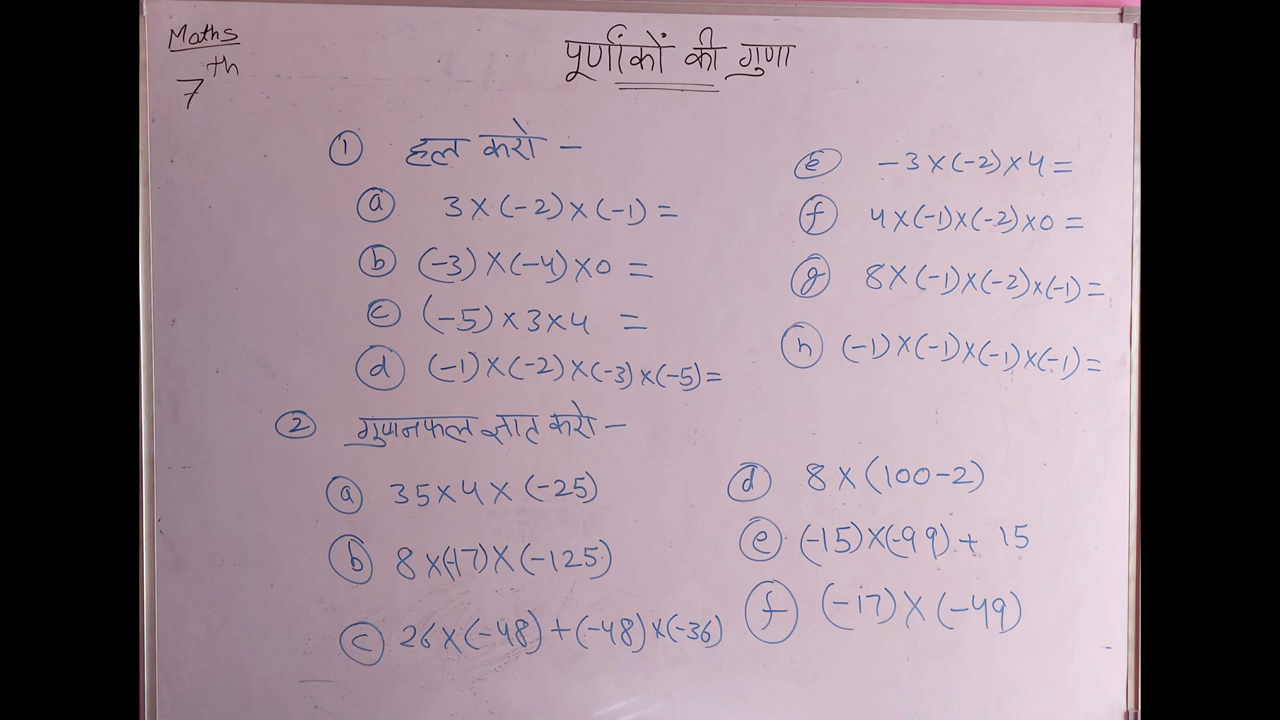 Maths
7th
पूर्णांकों की गुणा
① हल करो -
ⓐ 3×(-2)×(-1) =
ⓑ (-3)×(-4)×0 =
ⓒ (-5)×3×4 =
ⓓ (-1)×(-2)×(-3)×(-5)=
ⓔ -3×(-2)×4=
ⓕ 4×(-1)×(-2)×0=
ⓖ 8×(-1)×(-2)×(-1)=
ⓗ (-1)×(-1)×(-1)×(-1)=
② गुणनफल ज्ञात करो -
ⓐ 35×4×(-25)
ⓑ 8×(-17)×(-125)
ⓒ 26×(-48)+(-48)×(-36)
ⓓ 8×(100-2)
ⓔ (-15)×(-99)+ 15
ⓕ (-17)×(-49)